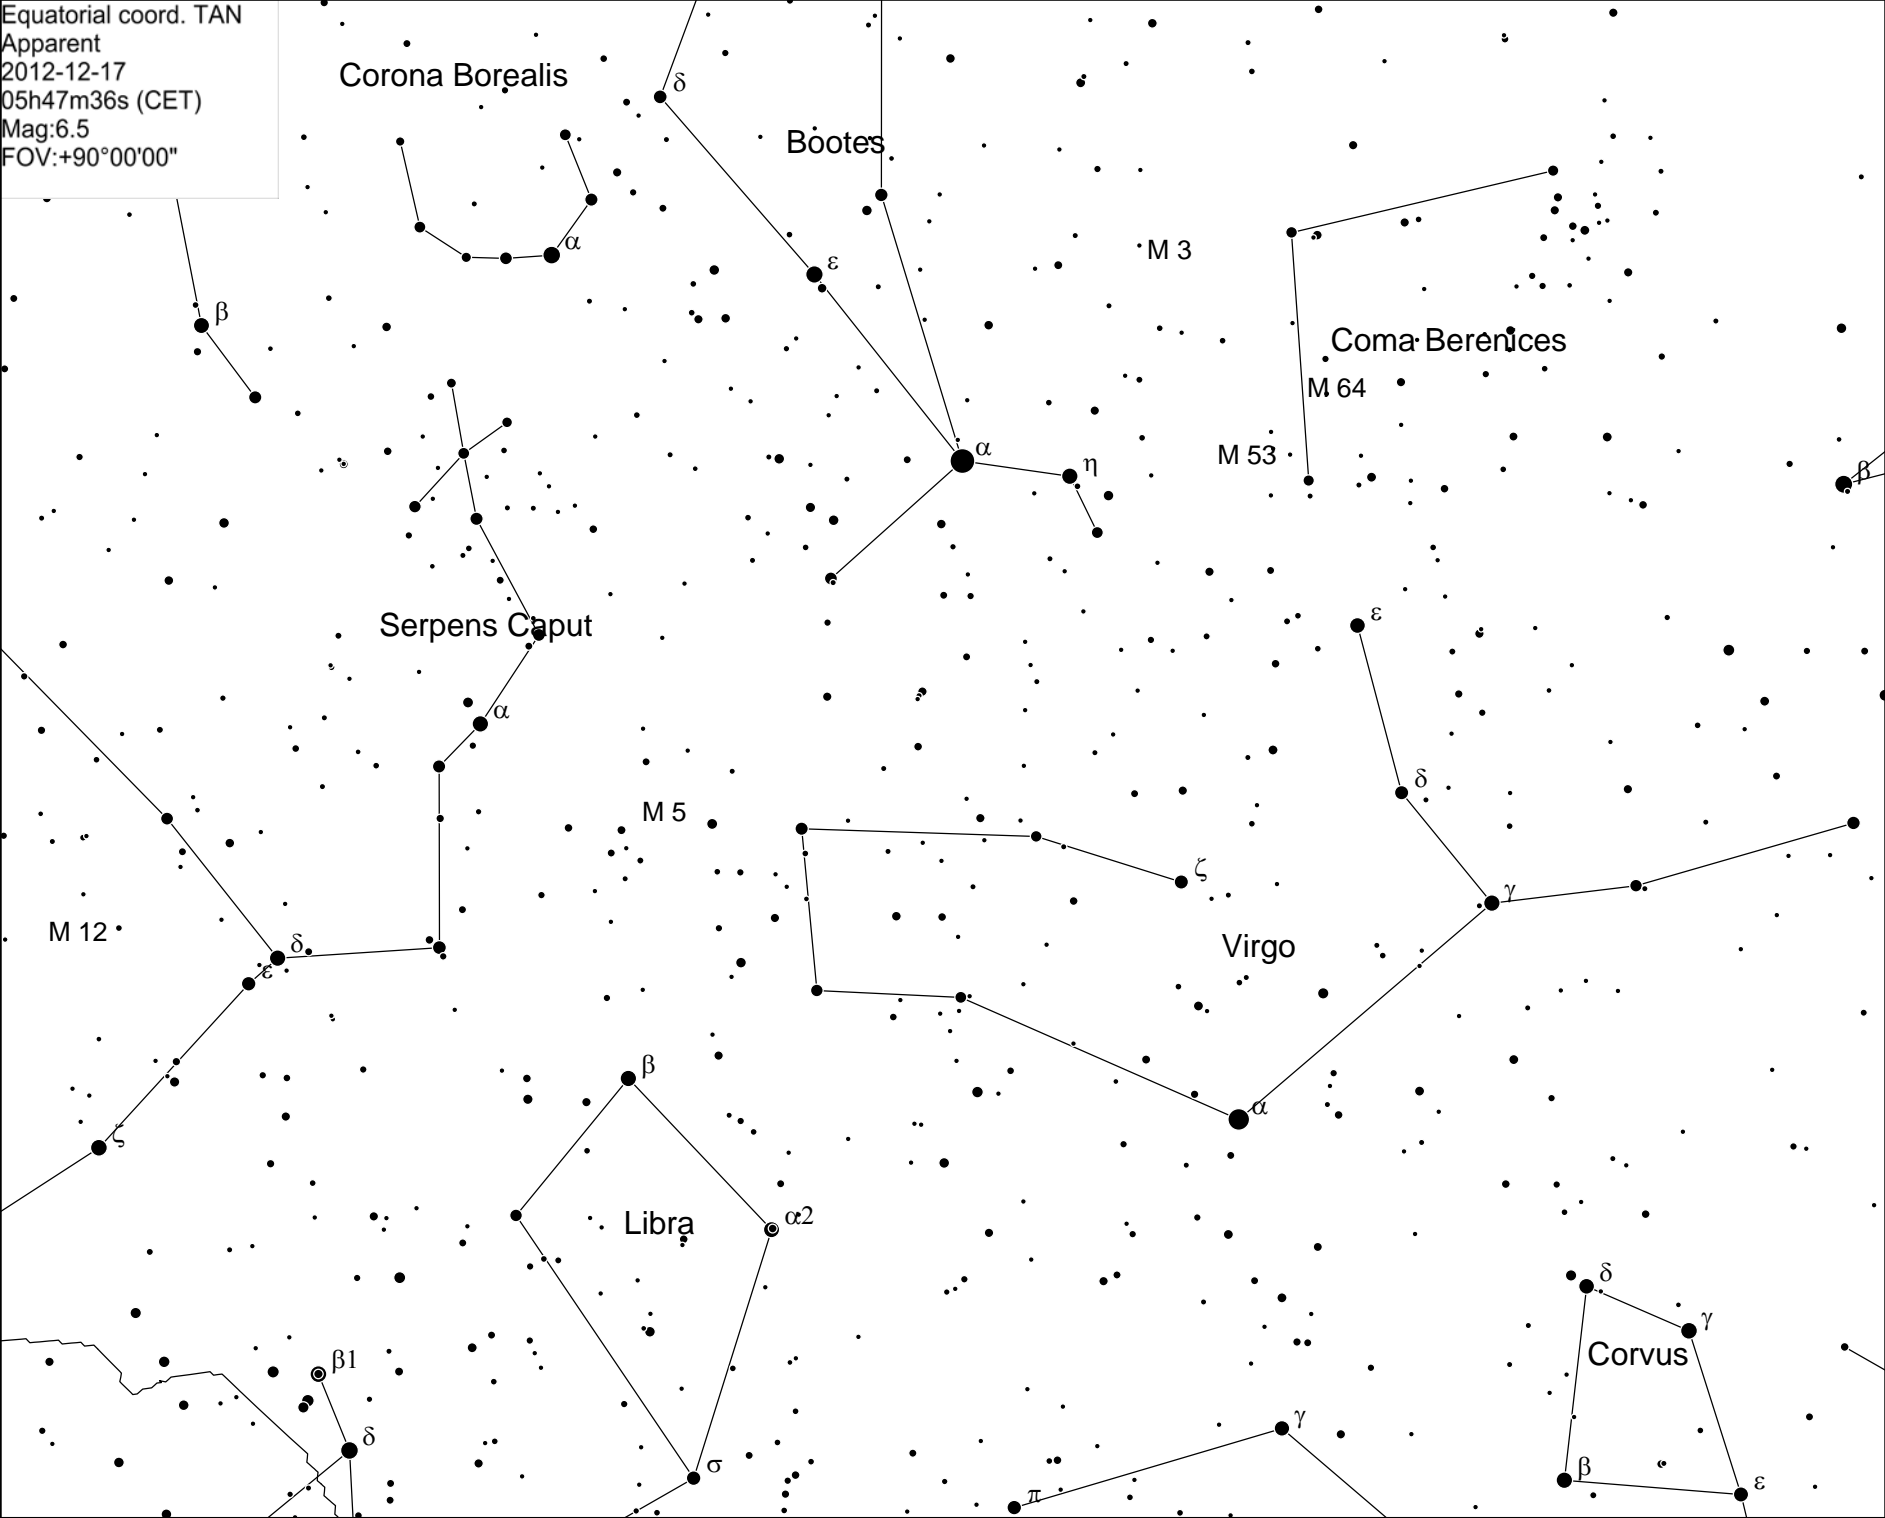 Equatorial coord. TAN
Apparent
2012-12-17
05h47m36s (CET)
Mag:6.5
FOV:+90°00'00"
Corona Borealis
δ
Bootes
α
ε
M 3
β
Coma Berenices
M 64
α
η
M 53
β
Serpens Caput
ε
α
δ
M 5
ζ
γ
M 12
δ
ε
Virgo
β
α
ζ
Libra
α2
δ
γ
Corvus
β1
δ
γ
σ
β
ε
π